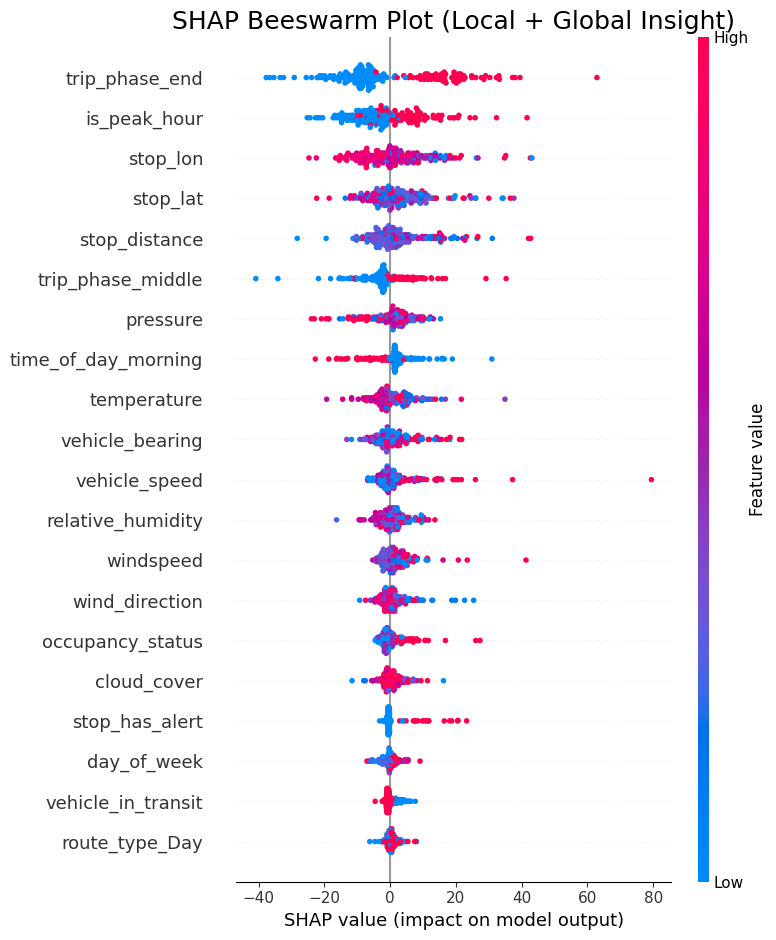 SHAP Beeswarm Plot (Local + Global Insight)
High
trip_phase_end
is_peak_hour
stop_lon
stop_lat
stop_distance
trip_phase_middle
pressure
time_of_day_morning
temperature
vehicle_bearing
vehicle_speed
relative_humidity
windspeed
wind_direction
occupancy_status
cloud_cover
stop_has_alert
day_of_week
vehicle_in_transit
route_type_Day
Feature value
Low
−40 −20 0 20 40 60 80
SHAP value (impact on model output)